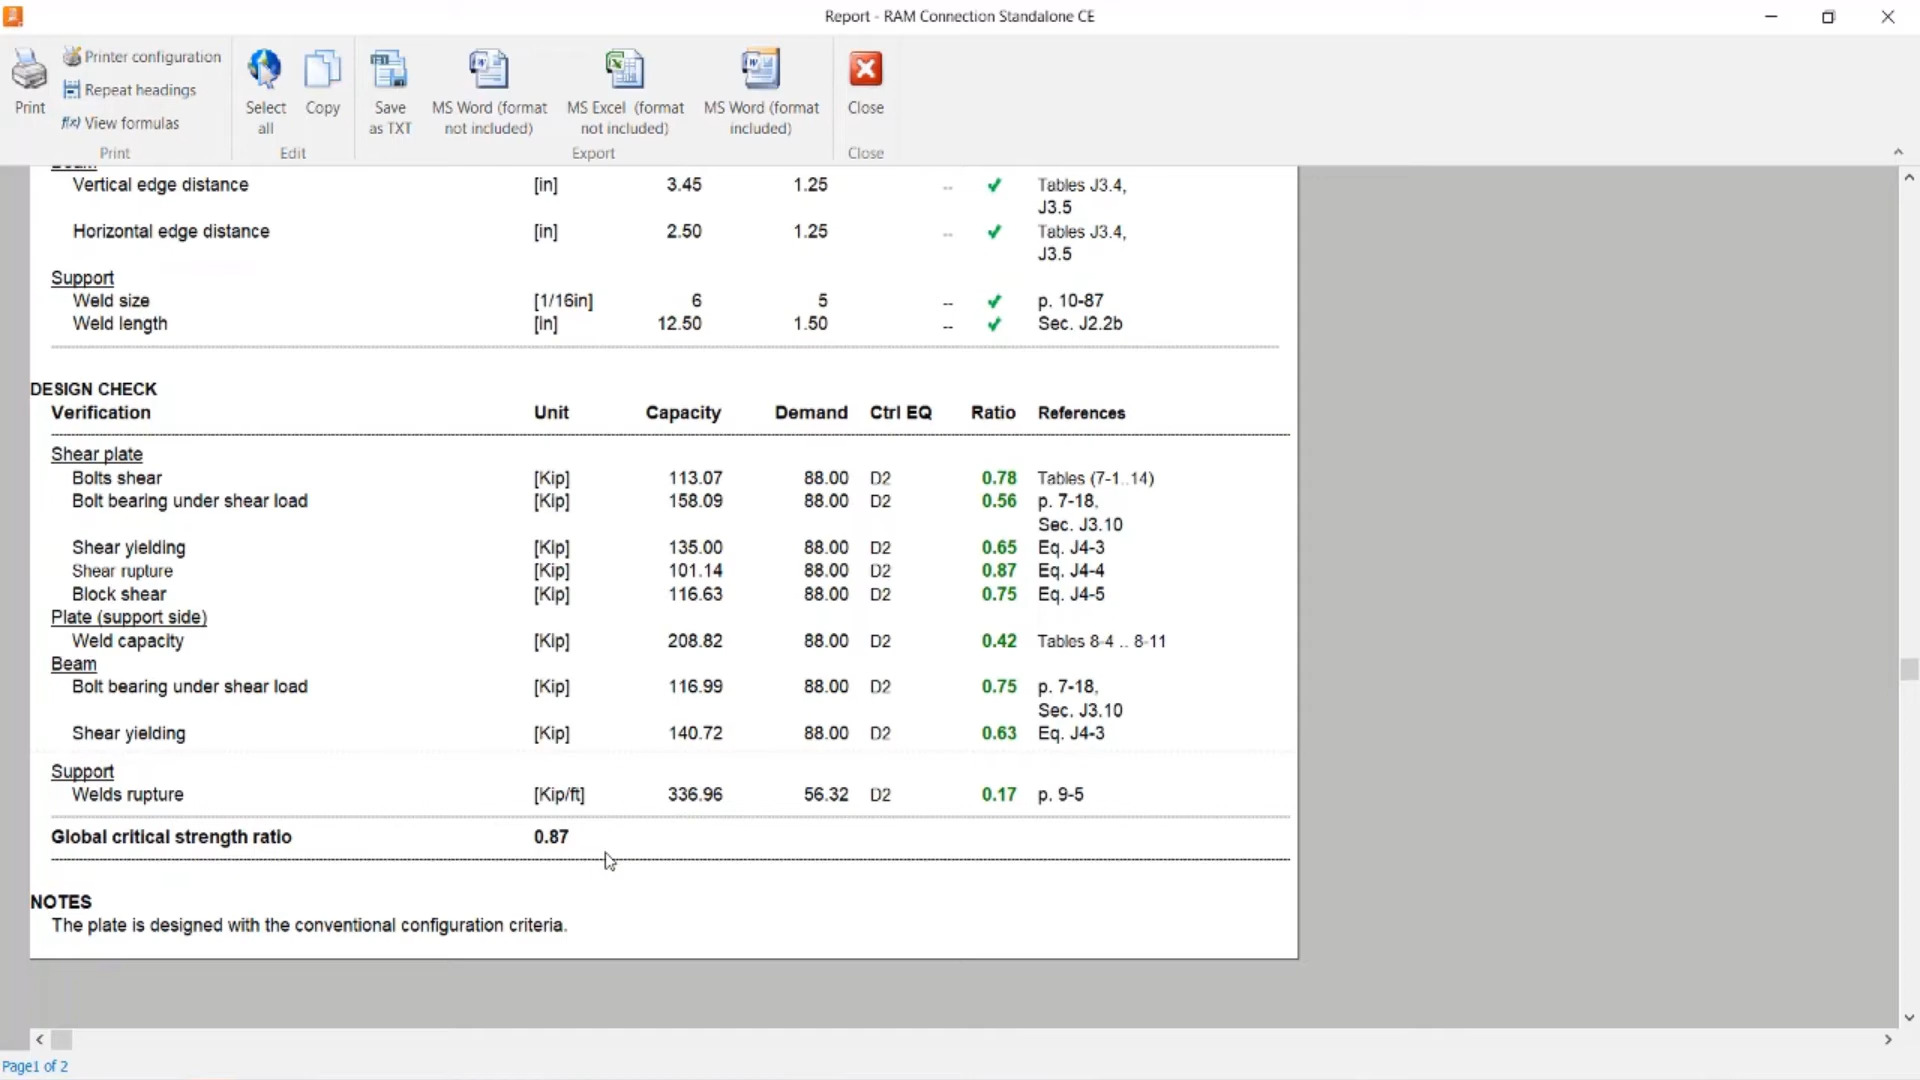 Report - RAM Connection Standalone CE
Print
Printer configuration
Repeat headings
f(x) View formulas
Print
Select all
Copy
Edit
Save as TXT
MS Word (format not included)
MS Excel (format not included)
MS Word (format included)
Export
Close
Close
Beam
Vertical edge distance [in] 3.45 1.25 -- ✓ Tables J3.4,
J3.5
Horizontal edge distance [in] 2.50 1.25 -- ✓ Tables J3.4,
J3.5
Support
Weld size [1/16in] 6 5 -- ✓ p. 10-87
Weld length [in] 12.50 1.50 -- ✓ Sec. J2.2b
DESIGN CHECK
Verification Unit Capacity Demand Ctrl EQ Ratio References
Shear plate
Bolts shear [Kip] 113.07 88.00 D2 0.78 Tables (7-1..14)
Bolt bearing under shear load [Kip] 158.09 88.00 D2 0.56 p. 7-18,
Sec. J3.10
Shear yielding [Kip] 135.00 88.00 D2 0.65 Eq. J4-3
Shear rupture [Kip] 101.14 88.00 D2 0.87 Eq. J4-4
Block shear [Kip] 116.63 88.00 D2 0.75 Eq. J4-5
Plate (support side)
Weld capacity [Kip] 208.82 88.00 D2 0.42 Tables 8-4 .. 8-11
Beam
Bolt bearing under shear load [Kip] 116.99 88.00 D2 0.75 p. 7-18,
Sec. J3.10
Shear yielding [Kip] 140.72 88.00 D2 0.63 Eq. J4-3
Support
Welds rupture [Kip/ft] 336.96 56.32 D2 0.17 p. 9-5
Global critical strength ratio 0.87
NOTES
The plate is designed with the conventional configuration criteria.
Page1 of 2